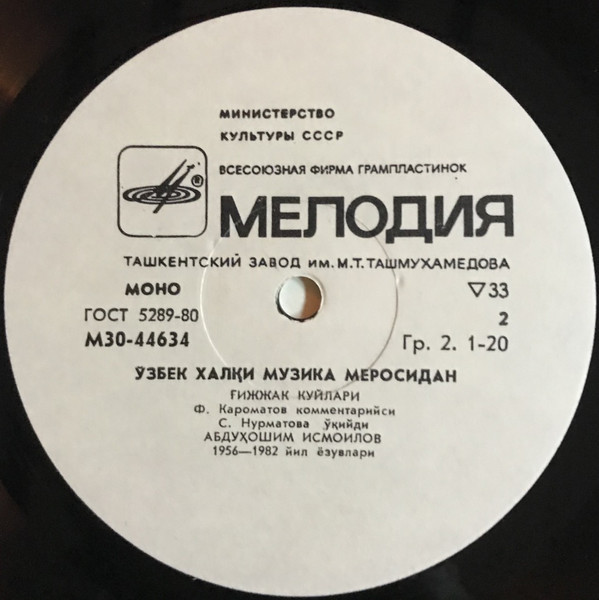 МИНИСТЕРСТВО
КУЛЬТУРЫ СССР
ВСЕСОЮЗНАЯ ФИРМА ГРАМПЛАСТИНОК
® МЕЛОДИЯ
ТАШКЕНТСКИЙ ЗАВОД ИМ. М.Т. ТАШМУХАМЕДОВА
МОНО ▽33
ГОСТ 5289-80 2
М30-44634 Гр. 2. 1-20
ЎЗБЕК ХАЛҚИ МУЗИКА МЕРОСИДАН
ҒИЖЖАК КУЙЛАРИ
Ф. Кароматов комментарийси
С. Нурматова ўқийди
АБДУҲОШИМ ИСМОИЛОВ
1956—1982 йил ёзувлари